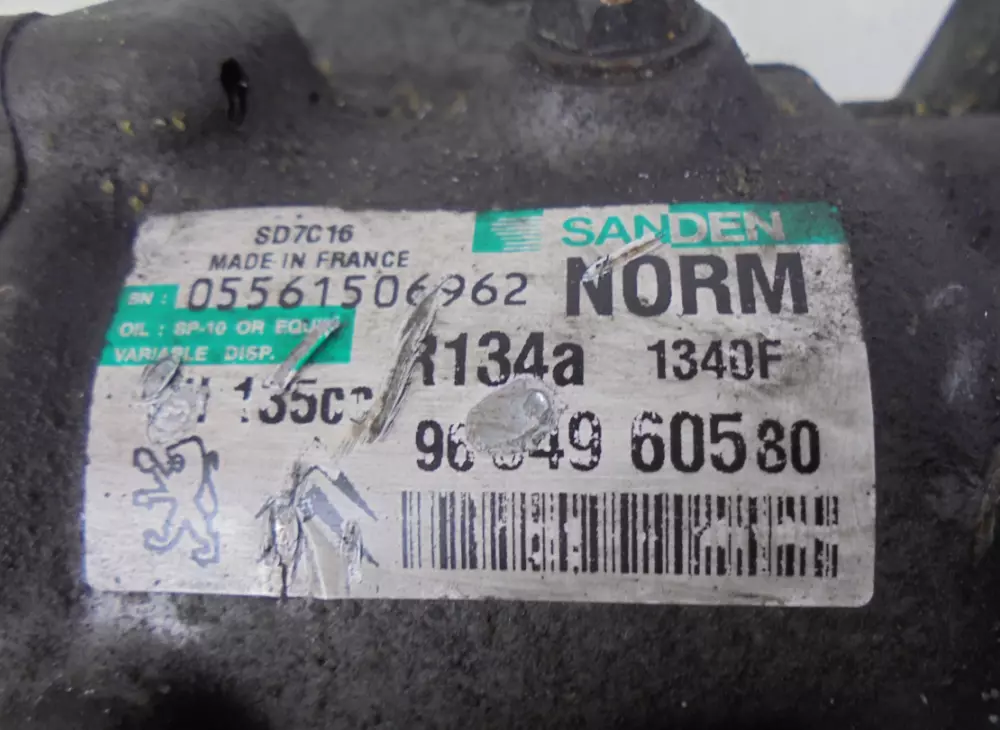 SD7C16
MADE IN FRANCE
SANDEN
SN : 05561506962
NORM
OIL : SP-10 OR EQUIV
VARIABLE DISP.
R134a 1340F
135cc
60580